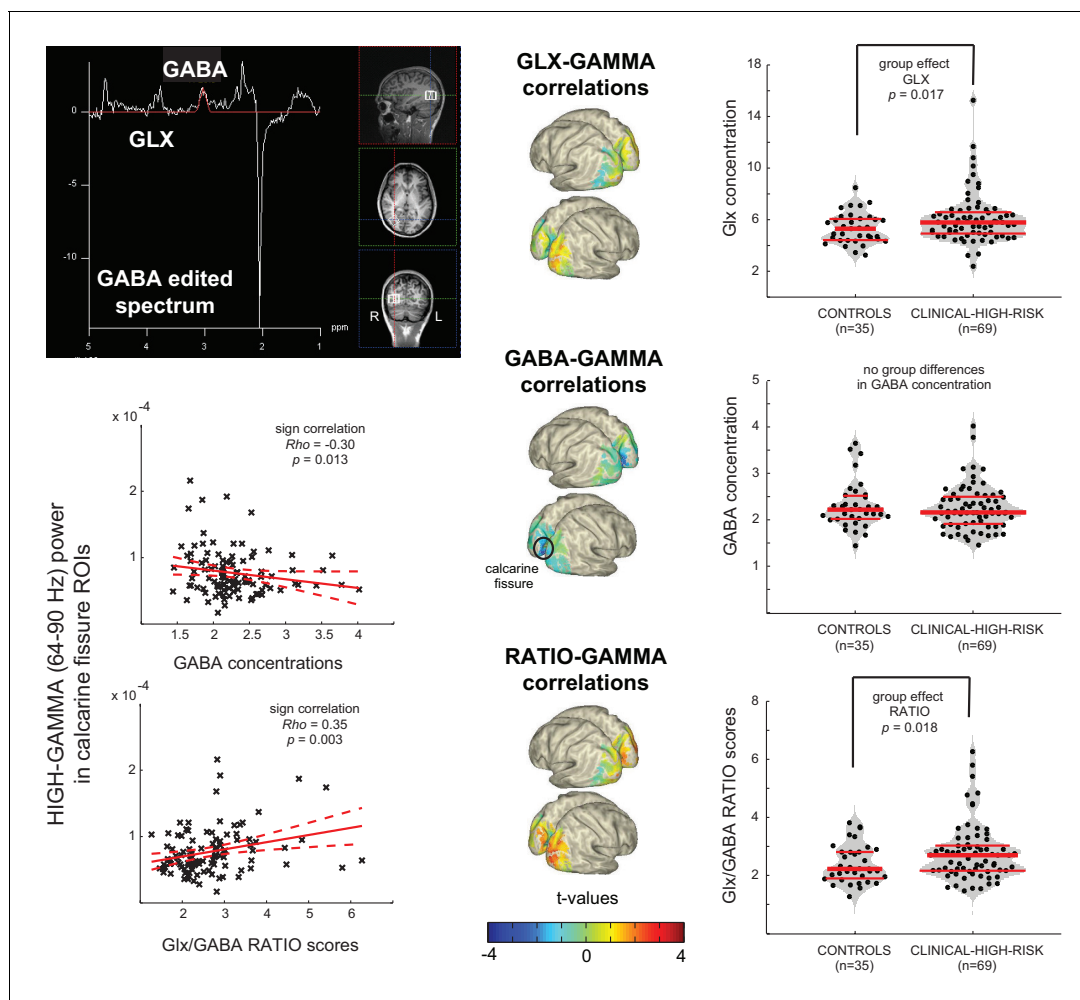 GABA
0
GLX
-5
-10
GABA edited
spectrum
ppm
5
4
3
2
1
R
L
HIGH-GAMMA (64-90 Hz) power
in calcarine fissure ROIs
x 10-4
sign correlation
Rho = -0.30
p = 0.013
2
1
1.5
2
2.5
3
3.5
4
GABA concentrations
x 10-4
sign correlation
Rho = 0.35
p = 0.003
2
1
2
3
4
5
6
Glx/GABA RATIO scores
GLX-GAMMA
correlations
GABA-GAMMA
correlations
calcarine
fissure
RATIO-GAMMA
correlations
t-values
-4
0
4
group effect
GLX
p = 0.017
Glx concentration
18
14
10
6
2
CONTROLS
(n=35)
CLINICAL-HIGH-RISK
(n=69)
no group differences
in GABA concentration
GABA concentration
5
4
3
2
1
CONTROLS
(n=35)
CLINICAL-HIGH-RISK
(n=69)
group effect
RATIO
p = 0.018
Glx/GABA RATIO scores
8
6
4
2
0
CONTROLS
(n=35)
CLINICAL-HIGH-RISK
(n=69)